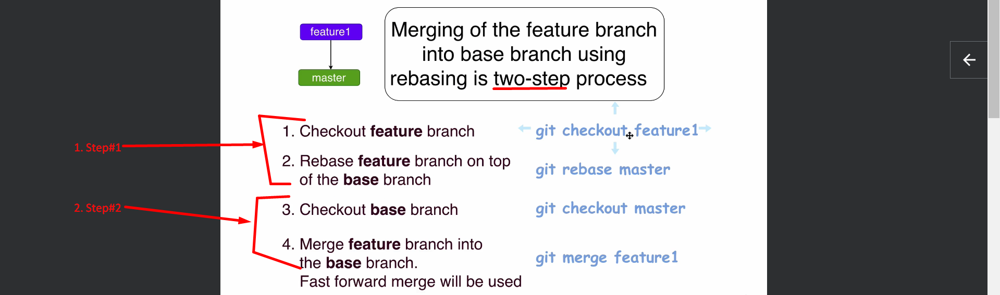 feature1
master
Merging of the feature branch
into base branch using
rebasing is two-step process
1. Step#1
1. Checkout feature branch
git checkout feature1
2. Rebase feature branch on top
of the base branch
git rebase master
2. Step#2
3. Checkout base branch
git checkout master
4. Merge feature branch into
the base branch.
Fast forward merge will be used
git merge feature1